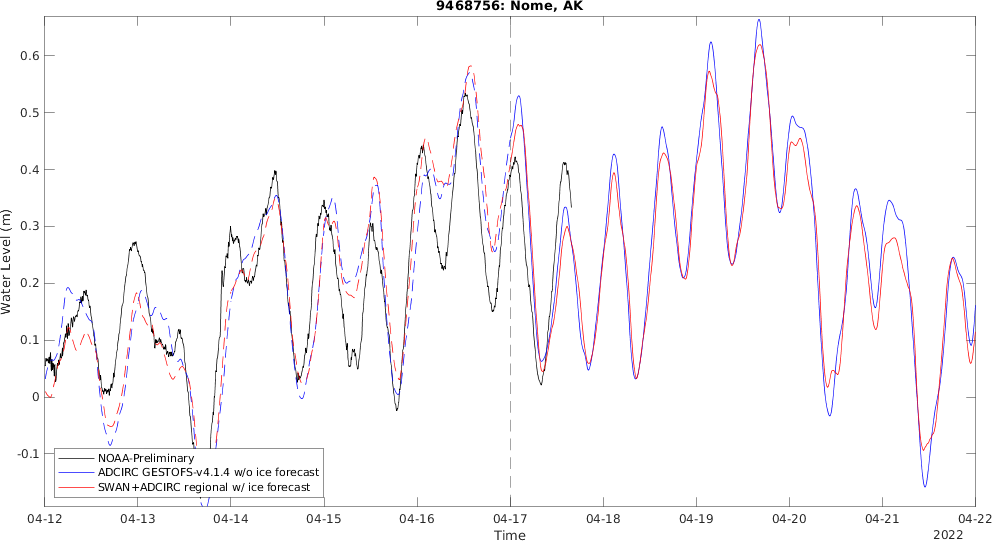 9468756: Nome, AK
Water Level (m)
0.6
0.5
0.4
0.3
0.2
0.1
0
-0.1
NOAA-Preliminary
ADCIRC GESTOFS-v4.1.4 w/o ice forecast
SWAN+ADCIRC regional w/ ice forecast
04-12 04-13 04-14 04-15 04-16 04-17 04-18 04-19 04-20 04-21 04-22
Time
2022